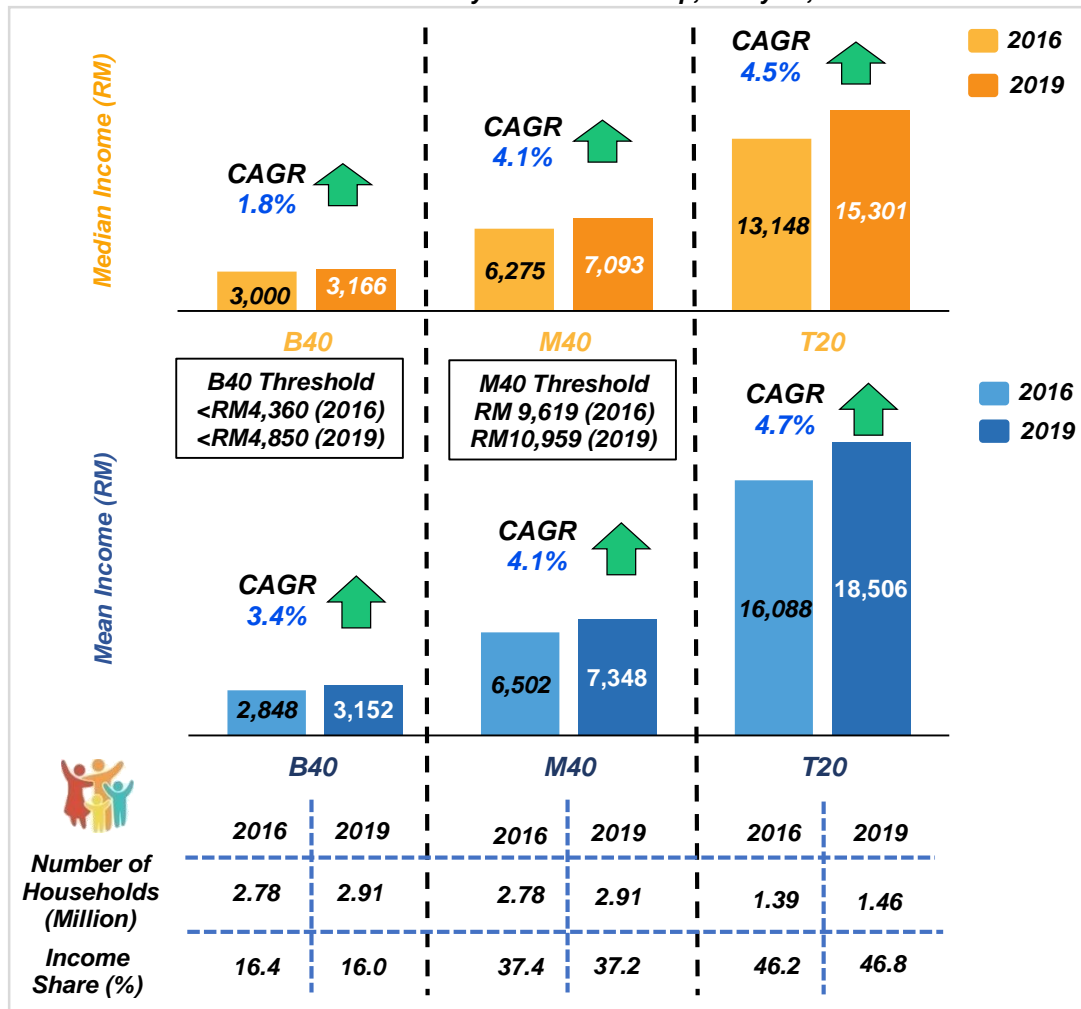 CAGR
4.5%
2016
2019
CAGR
4.1%
CAGR
1.8%
Median Income (RM)
3,000
3,166
6,275
7,093
13,148
15,301
B40
M40
T20
B40 Threshold
<RM4,360 (2016)
<RM4,850 (2019)
M40 Threshold
RM 9,619 (2016)
RM10,959 (2019)
CAGR
4.7%
2016
2019
CAGR
4.1%
CAGR
3.4%
Mean Income (RM)
2,848
3,152
6,502
7,348
16,088
18,506
B40
M40
T20
2016 2019 2016 2019 2016 2019
Number of
Households
(Million)
2.78 2.91 2.78 2.91 1.39 1.46
Income
Share (%)
16.4 16.0 37.4 37.2 46.2 46.8